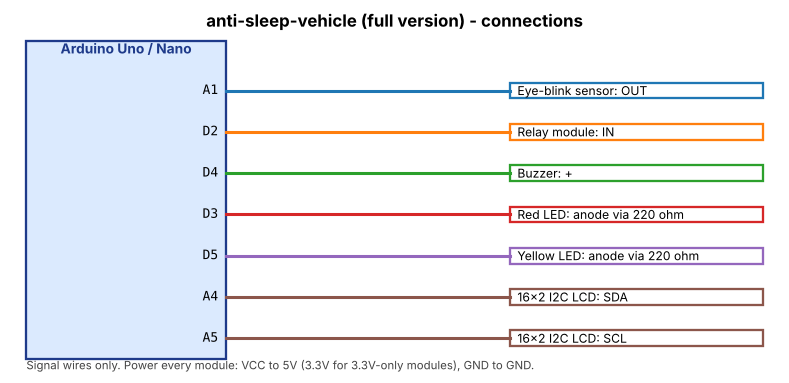 anti-sleep-vehicle (full version) - connections
Arduino Uno / Nano
A1 Eye-blink sensor: OUT
D2 Relay module: IN
D4 Buzzer: +
D3 Red LED: anode via 220 ohm
D5 Yellow LED: anode via 220 ohm
A4 16×2 I2C LCD: SDA
A5 16×2 I2C LCD: SCL
Signal wires only. Power every module: VCC to 5V (3.3V for 3.3V-only modules), GND to GND.